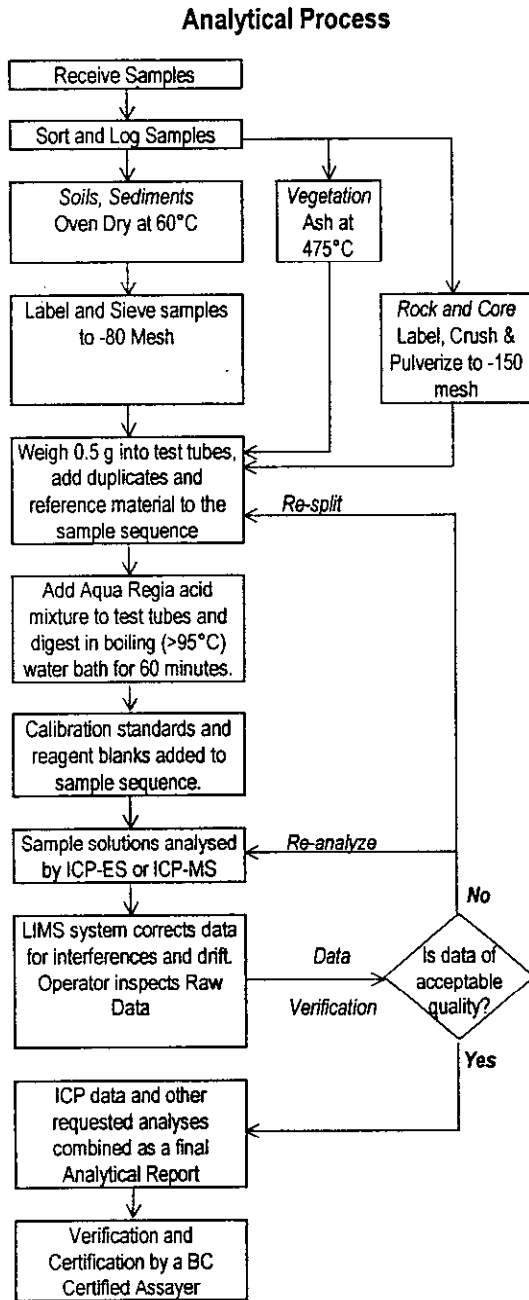 Analytical Process
Receive Samples
Sort and Log Samples
Soils, Sediments
Oven Dry at 60°C
Vegetation
Ash at
475°C
Label and Sieve samples
to -80 Mesh
Rock and Core
Label, Crush &
Pulverize to -150
mesh
Weigh 0.5 g into test tubes,
add duplicates and
reference material to the
sample sequence
Re-split
Add Aqua Regia acid
mixture to test tubes and
digest in boiling (>95°C)
water bath for 60 minutes.
Calibration standards and
reagent blanks added to
sample sequence.
Sample solutions analysed
by ICP-ES or ICP-MS
Re-analyze
No
LIMS system corrects data
for interferences and drift.
Operator inspects Raw
Data
Data
Verification
Is data of
acceptable
quality?
Yes
ICP data and other
requested analyses
combined as a final
Analytical Report
Verification and
Certification by a BC
Certified Assayer